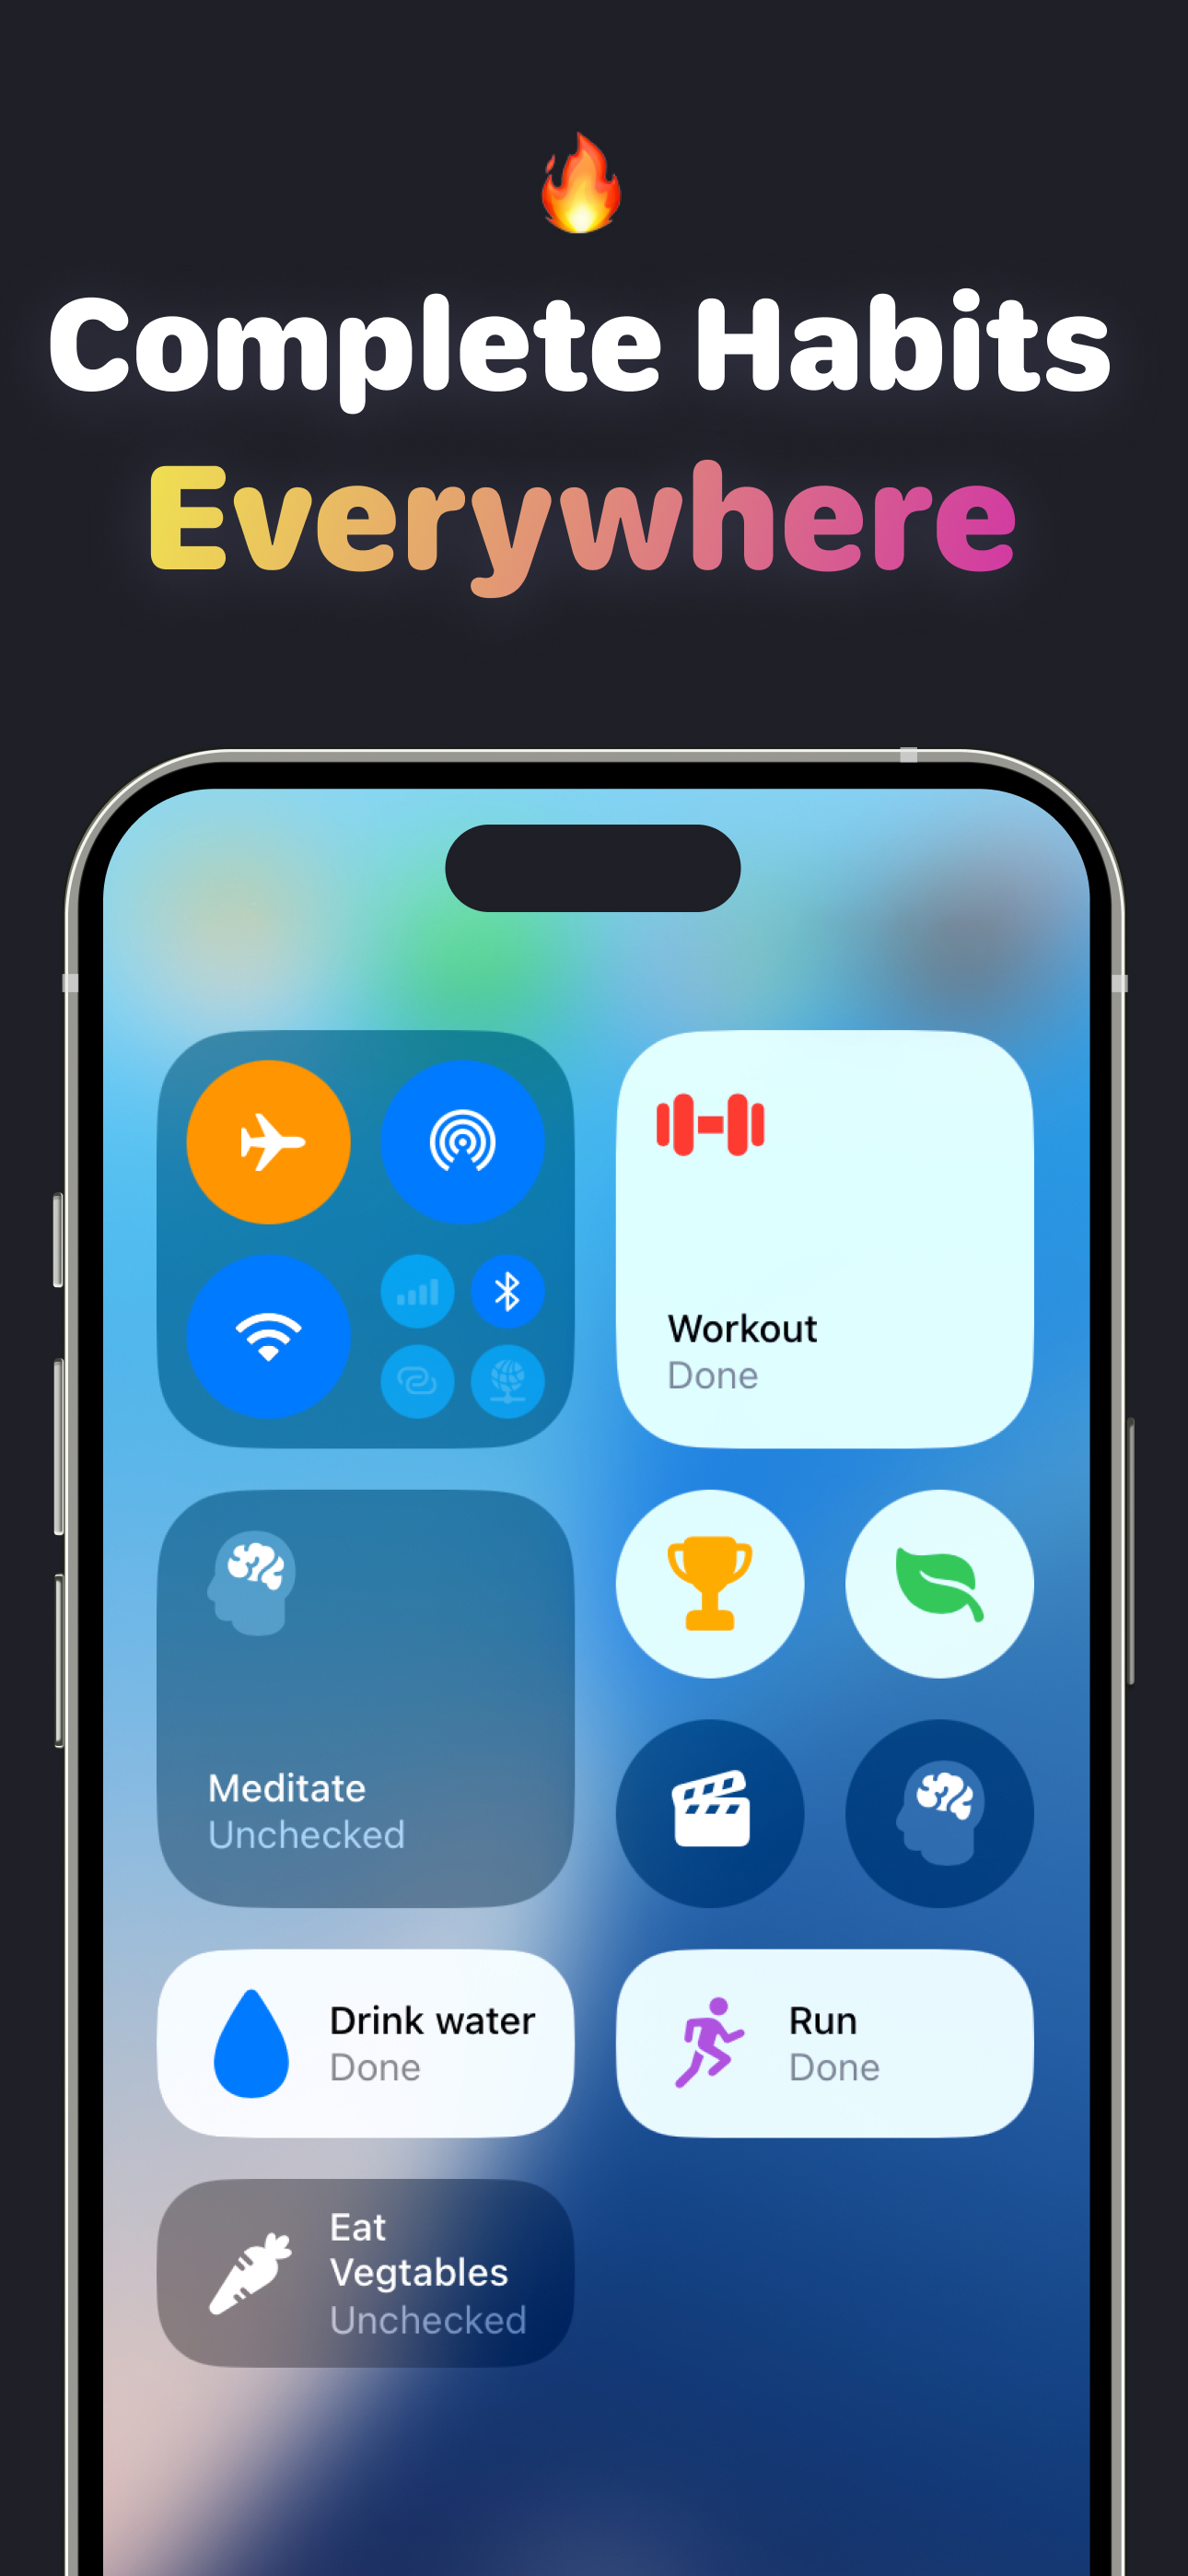 Complete Habits
Everywhere
Workout
Done
Meditate
Unchecked
Drink water
Done
Run
Done
Eat
Vegtables
Unchecked